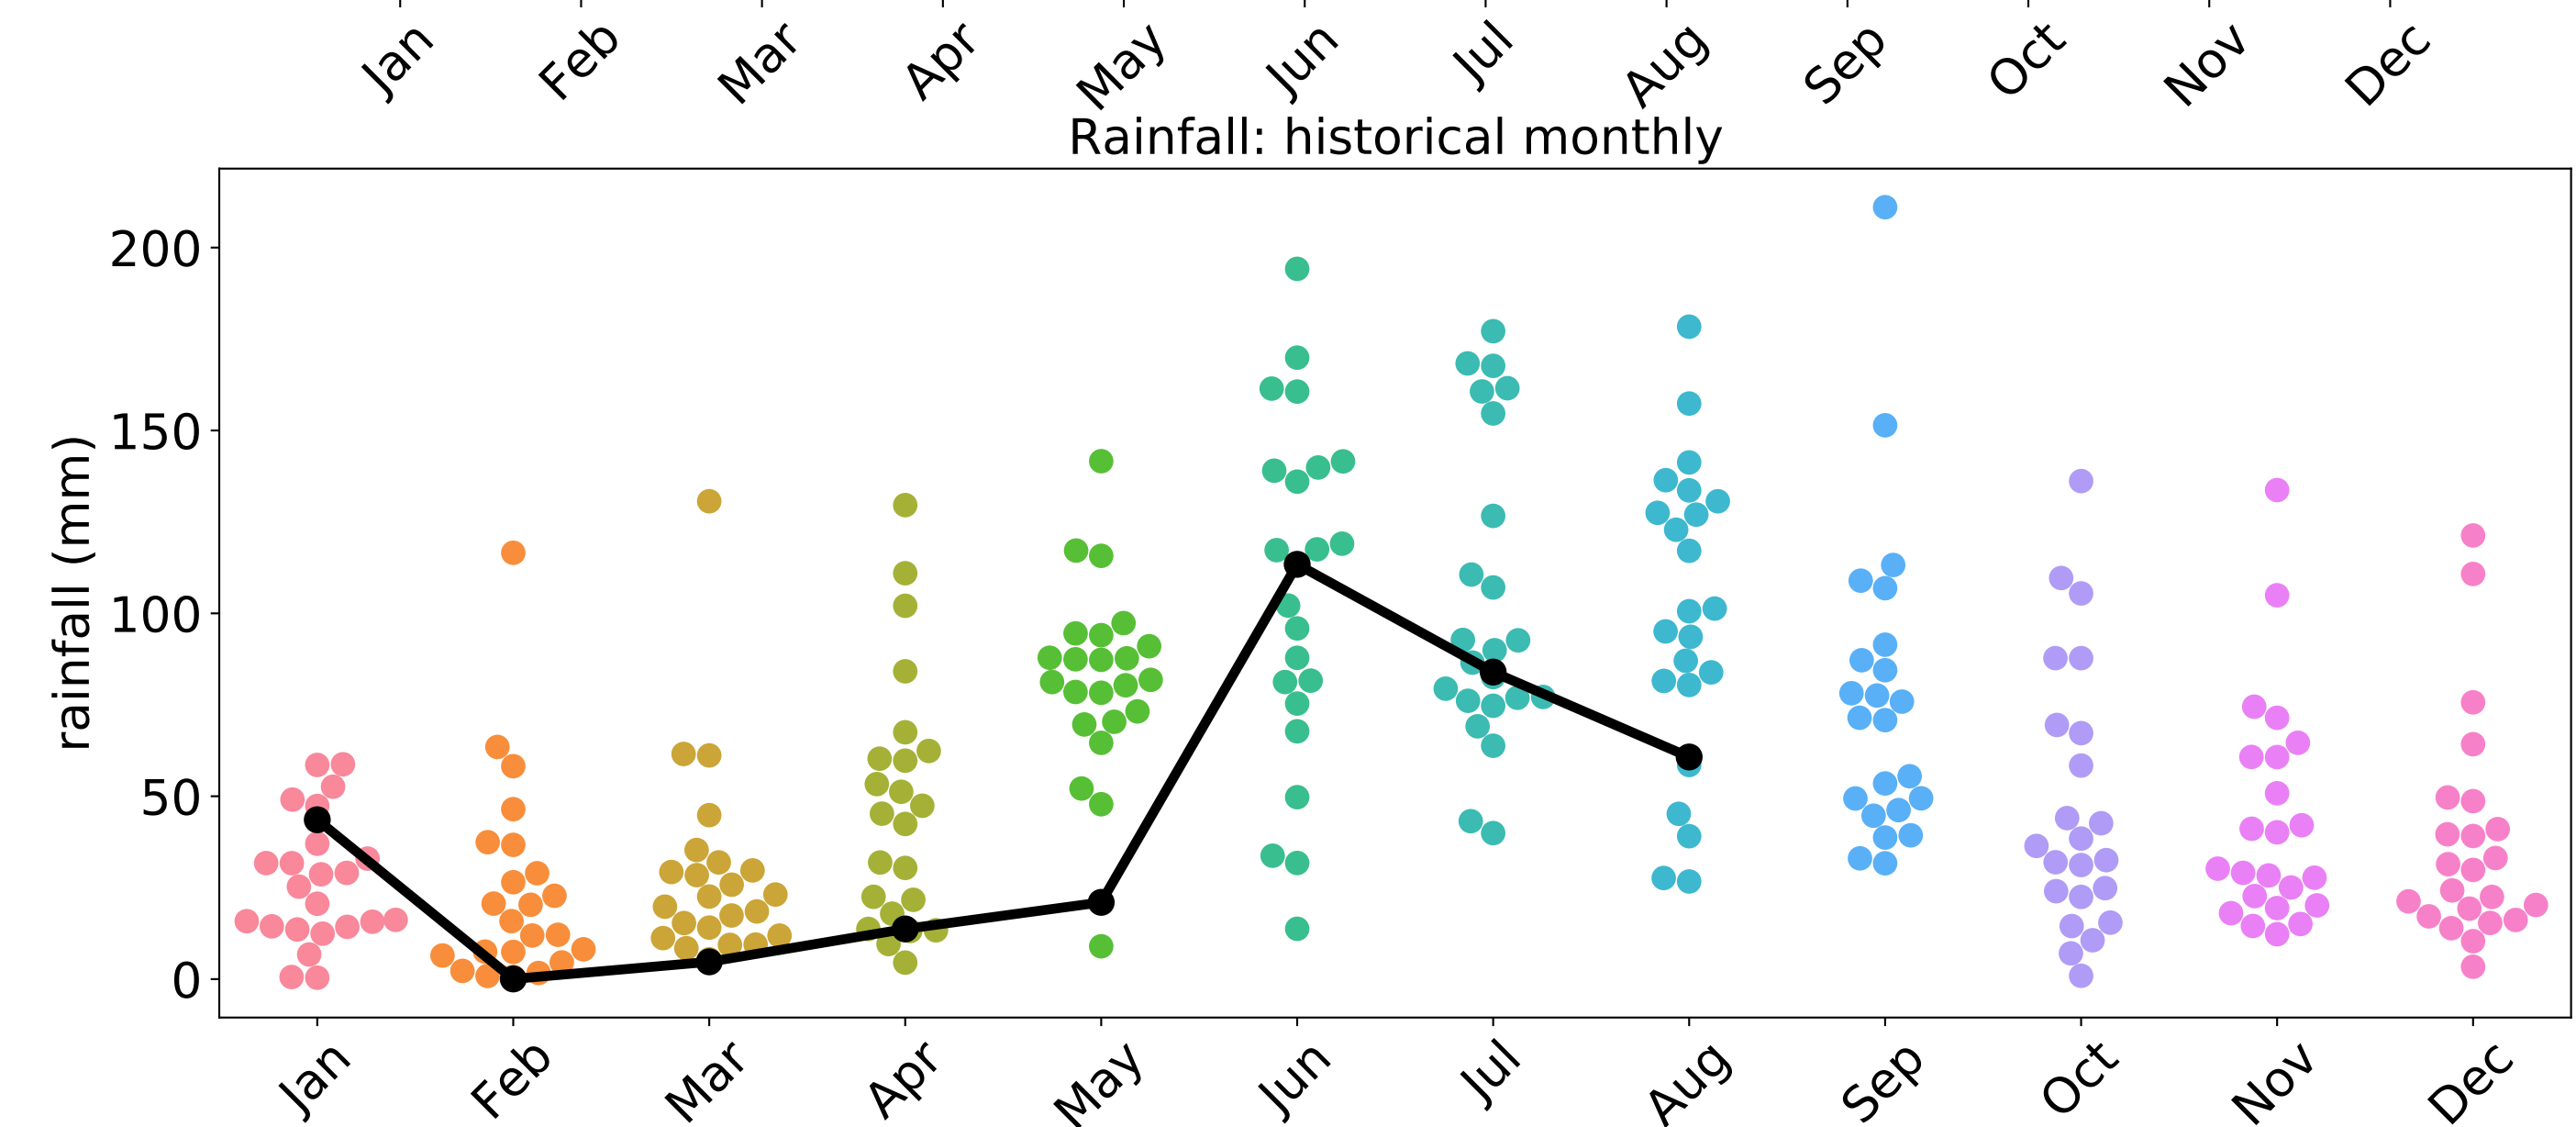 Jan Feb Mar Apr May Jun Jul Aug Sep Oct Nov Dec
Rainfall: historical monthly
rainfall (mm)
200
150
100
50
0
Jan Feb Mar Apr May Jun Jul Aug Sep Oct Nov Dec